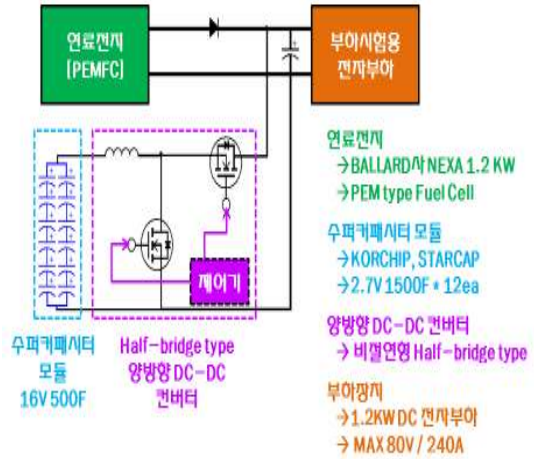 연료전지
(PEMFC)
부하시험용
전자부하
제어기
수퍼커패시터
모듈
16V 500F
Half-bridge type
양방향 DC-DC
컨버터
연료전지
→BALLARD사 NEXA 1.2 KW
→PEM type Fuel Cell
수퍼커패시터 모듈
→KORCHIP, STARCAP
→2.7V 1500F * 12ea
양방향 DC-DC 컨버터
→ 비절연형 Half-bridge type
부하장치
→1.2KW DC 전자부하
→ MAX 80V / 240A